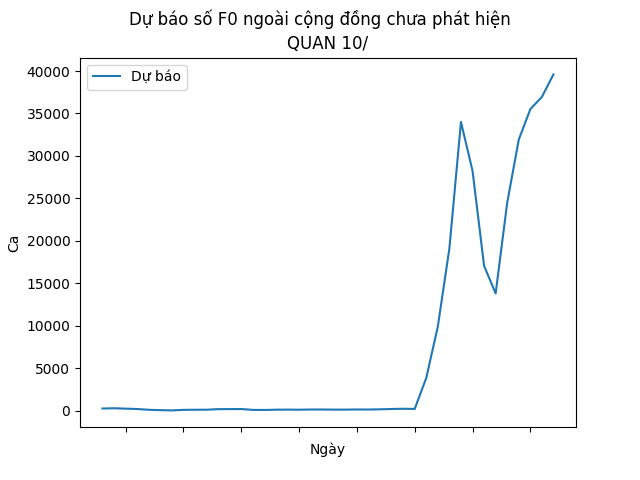 Dự báo số F0 ngoài cộng đồng chưa phát hiện
QUAN 10/
Dự báo
40000
35000
30000
25000
20000
15000
10000
5000
0
Ca
Ngày